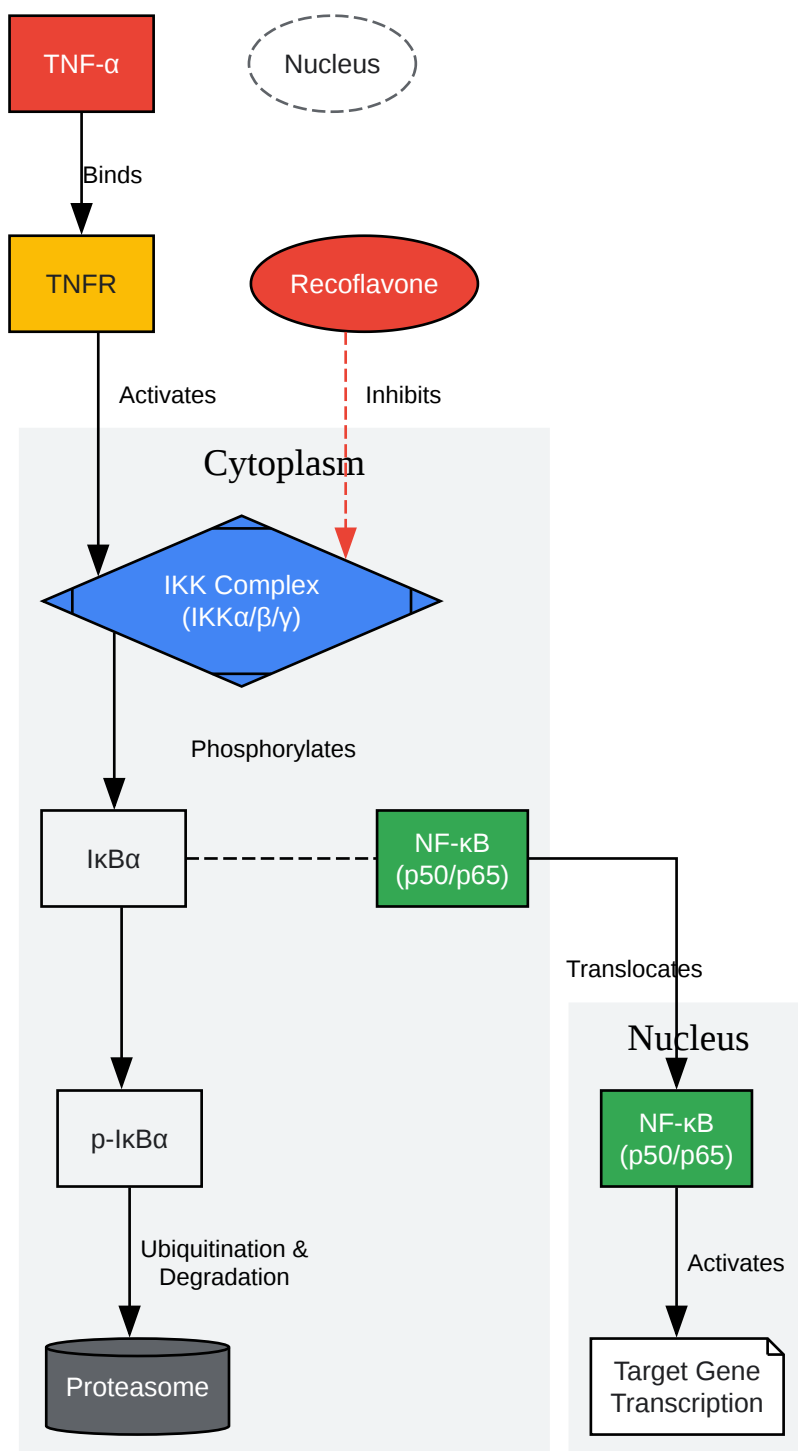 TNF-α
Nucleus
Binds
TNFR
Recoflavone
Activates
Inhibits
Cytoplasm
IKK Complex
(IKKα/β/γ)
Phosphorylates
IκBα
NF-κB
(p50/p65)
Translocates
Nucleus
p-IκBα
NF-κB
(p50/p65)
Ubiquitination &
Degradation
Activates
Proteasome
Target Gene
Transcription